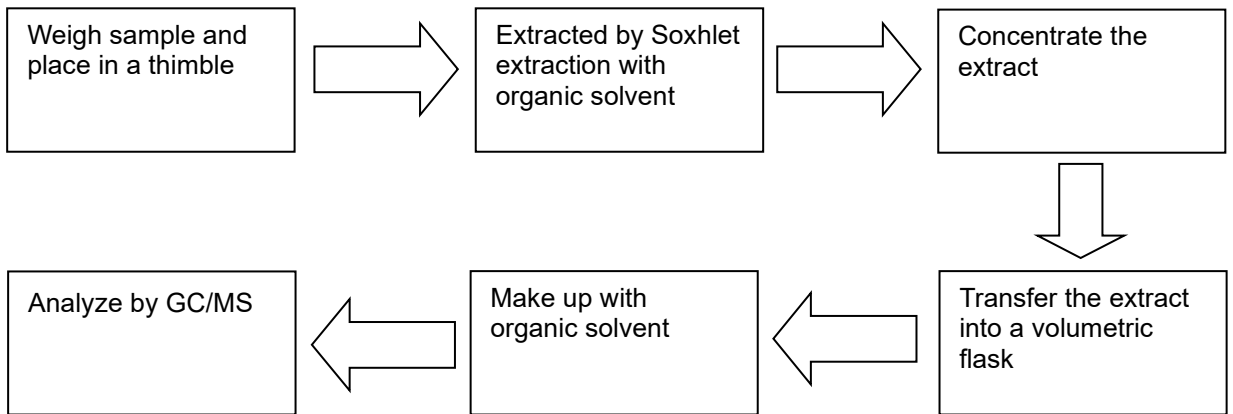 Weigh sample and
place in a thimble
Extracted by Soxhlet
extraction with
organic solvent
Concentrate the
extract
Transfer the extract
into a volumetric
flask
Make up with
organic solvent
Analyze by GC/MS